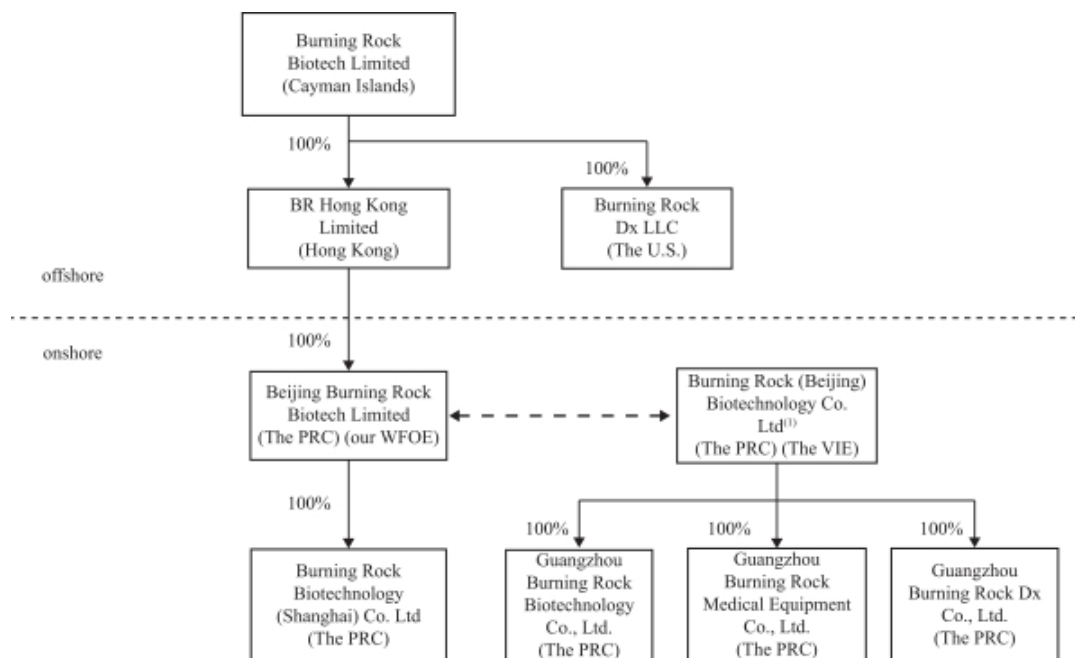 Burning Rock
Biotech Limited
(Cayman Islands)
100%
100%
BR Hong Kong
Limited
(Hong Kong)
Burning Rock
Dx LLC
(The U.S.)
offshore
onshore
100%
Beijing Burning Rock
Biotech Limited
(The PRC) (our WFOE)
Burning Rock (Beijing)
Biotechnology Co.
Ltd(1)
(The PRC) (The VIE)
100%
100%
100%
100%
Burning Rock
Biotechnology
(Shanghai) Co. Ltd
(The PRC)
Guangzhou
Burning Rock
Biotechnology
Co., Ltd.
(The PRC)
Guangzhou
Burning Rock
Medical Equipment
Co., Ltd.
(The PRC)
Guangzhou
Burning Rock Dx
Co., Ltd.
(The PRC)